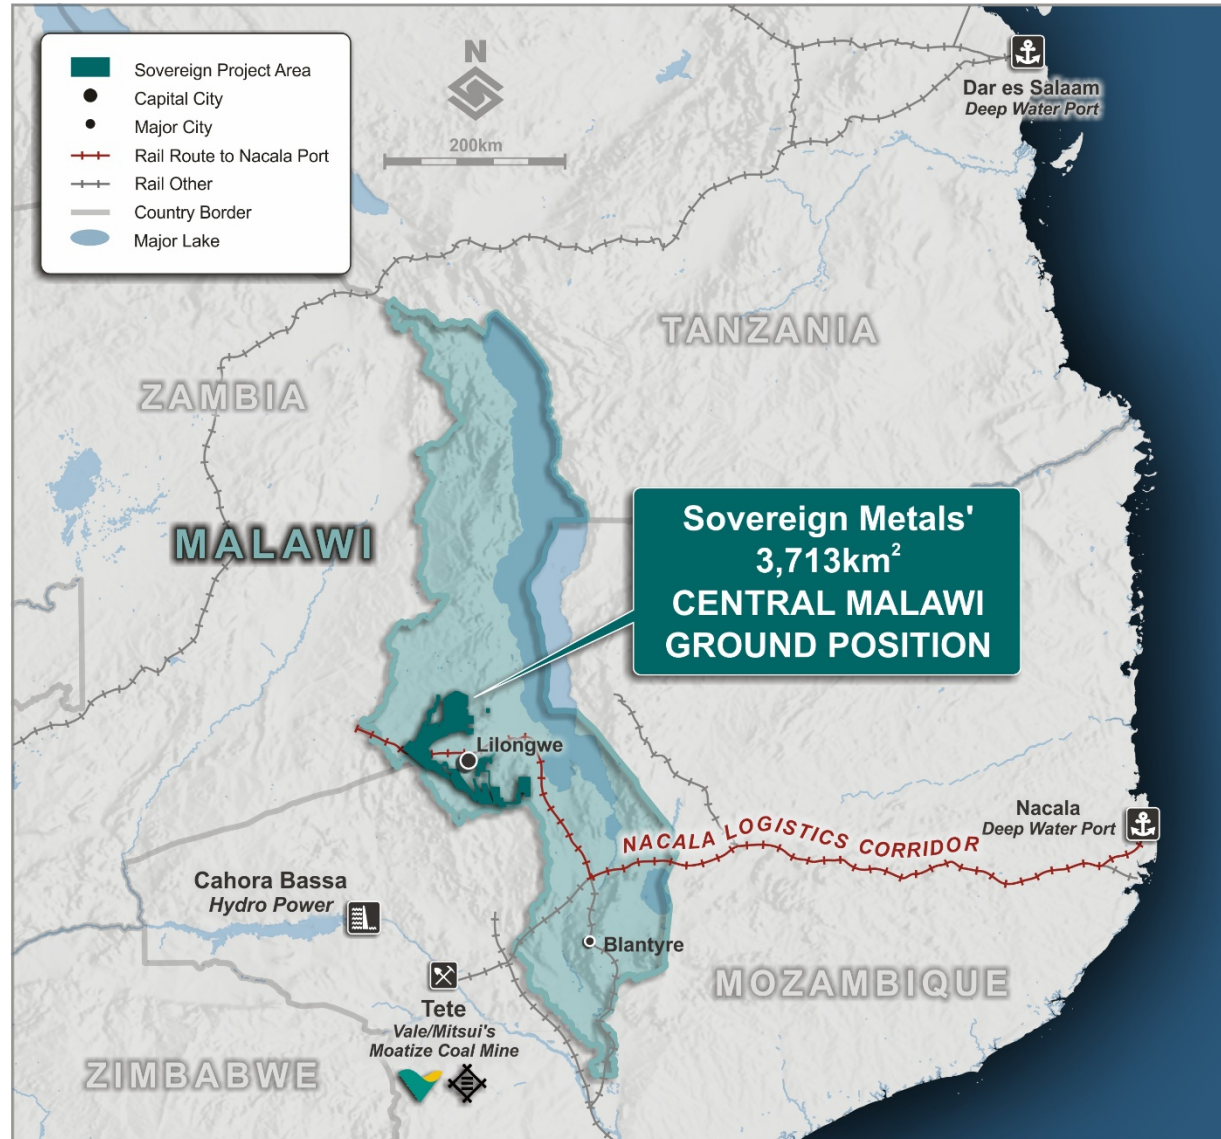 Sovereign Project Area
Capital City
Major City
Rail Route to Nacala Port
Rail Other
Country Border
Major Lake
N
200km
Dar es Salaam
Deep Water Port
TANZANIA
ZAMBIA
MALAWI
Sovereign Metals'
3,713km²
CENTRAL MALAWI
GROUND POSITION
Lilongwe
Nacala
Deep Water Port
NACALA LOGISTICS CORRIDOR
Cahora Bassa
Hydro Power
Blantyre
MOZAMBIQUE
Tete
Vale/Mitsui's
Moatize Coal Mine
ZIMBABWE